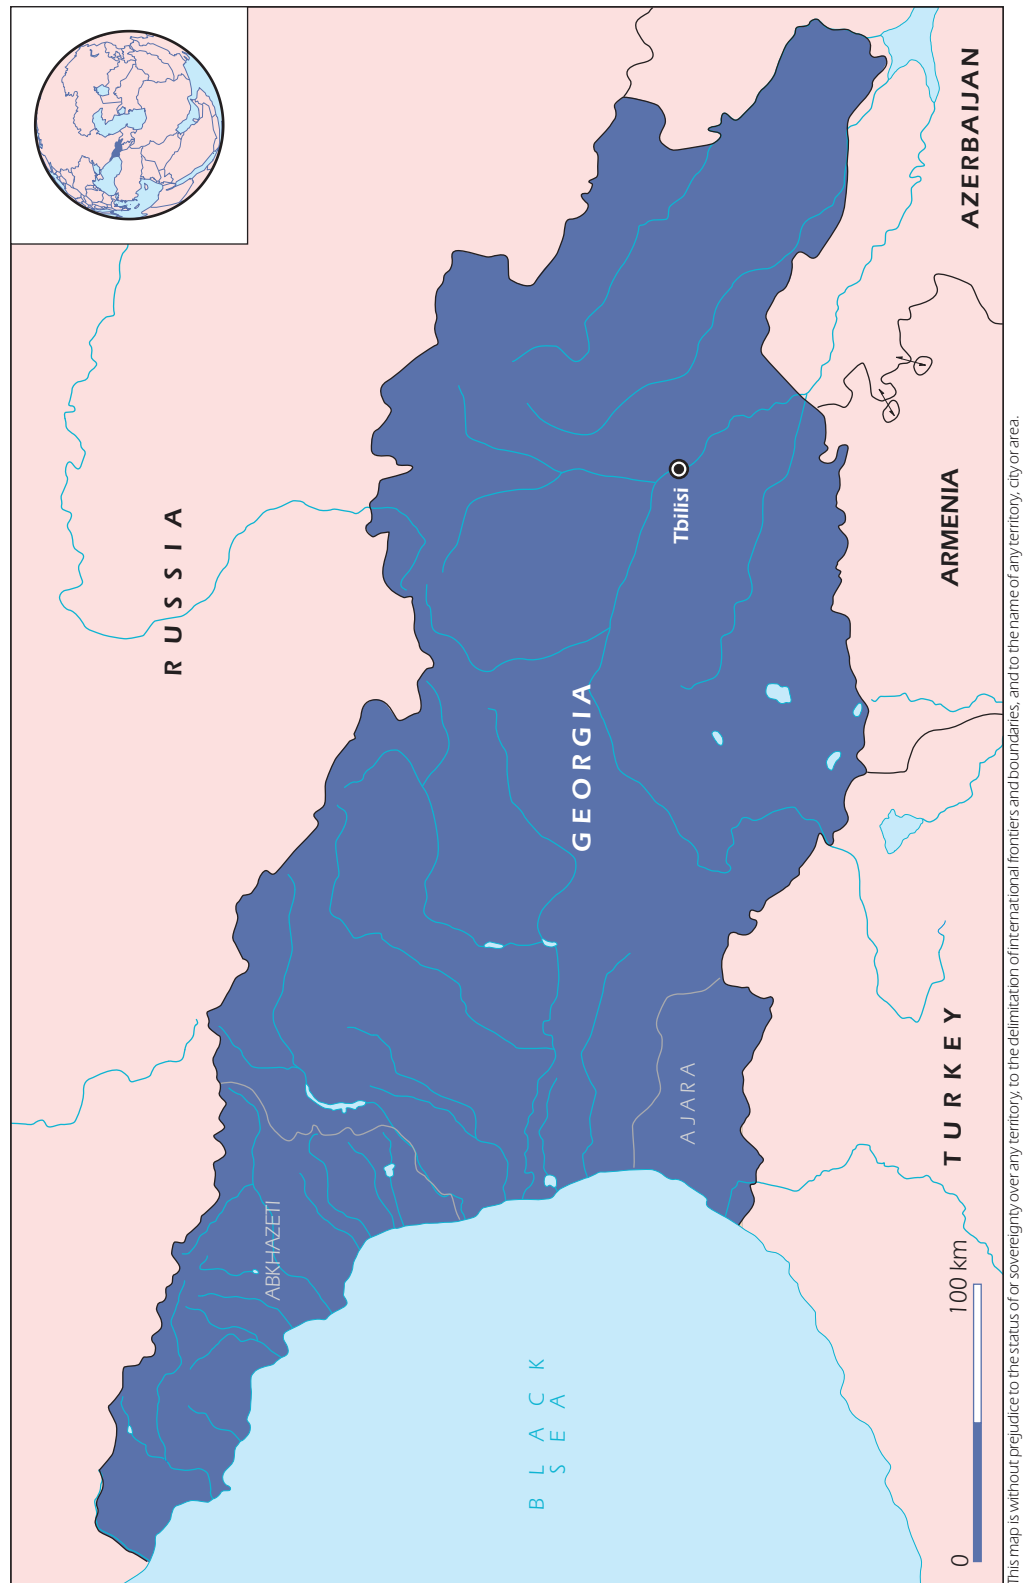 RUSSIA
AZERBAIJAN
Tbilisi
ARMENIA
GEORGIA
AJARA
TURKEY
ABKHAZETI
BLACK
SEA
0
100 km
This map is without prejudice to the status of or sovereignty over any territory, to the delimitation of international frontiers and boundaries, and to the name of any territory, city or area.